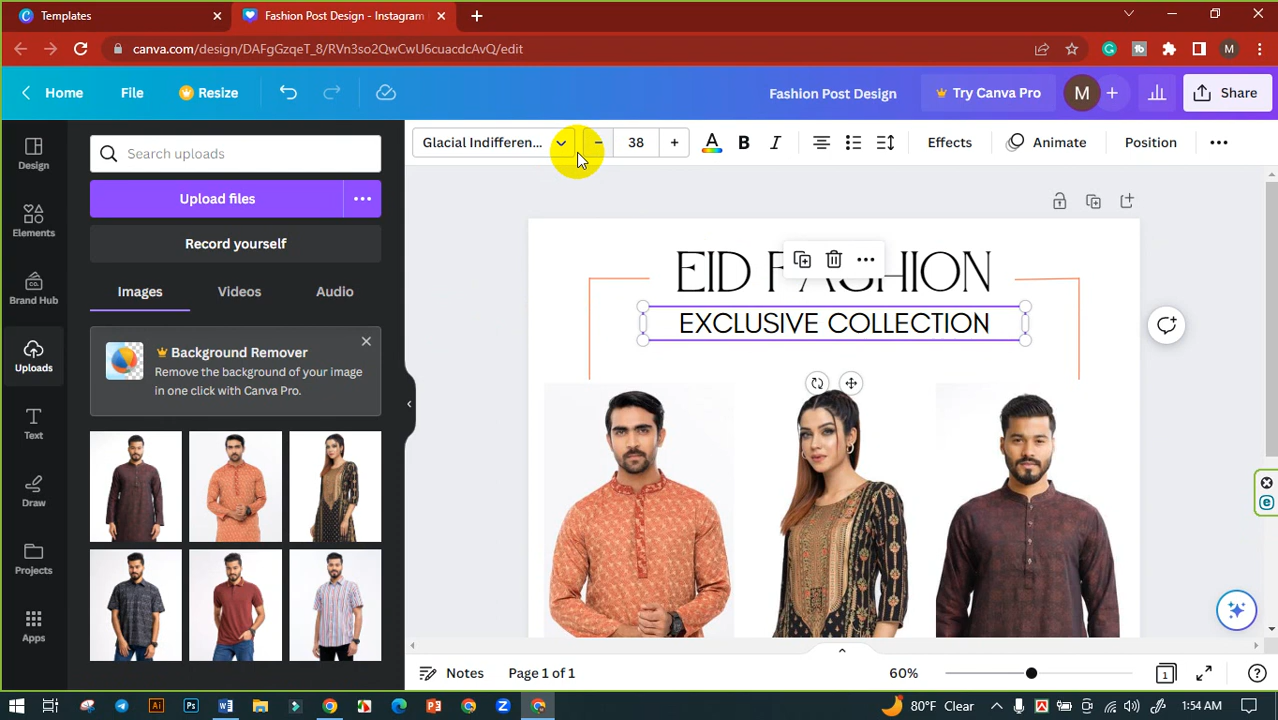 Templates
Fashion Post Design - Instagram
canva.com/design/DAFgGzqeT_8/RVn3so2QwCwU6cuacdcAvQ/edit
M
Home
File
Resize
Fashion Post Design
Try Canva Pro
M
Share
Design
Elements
Brand Hub
Uploads
Text
Draw
Projects
Apps
Search uploads
Upload files
Record yourself
Images
Videos
Audio
Background Remover
Remove the background of your image
in one click with Canva Pro.
Glacial Indifferen...
38
A
B
I
Effects
Animate
Position
EID FASHION
EXCLUSIVE COLLECTION
Notes
Page 1 of 1
60%
1
80°F Clear
1:54 AM